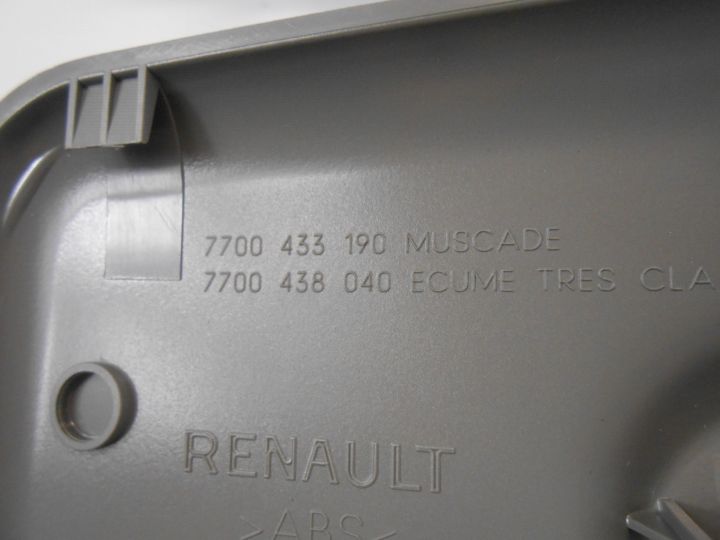 7700 433 190 MUSCADE
7700 438 040 ECUME TRES CLA
RENAULT
>ABS<